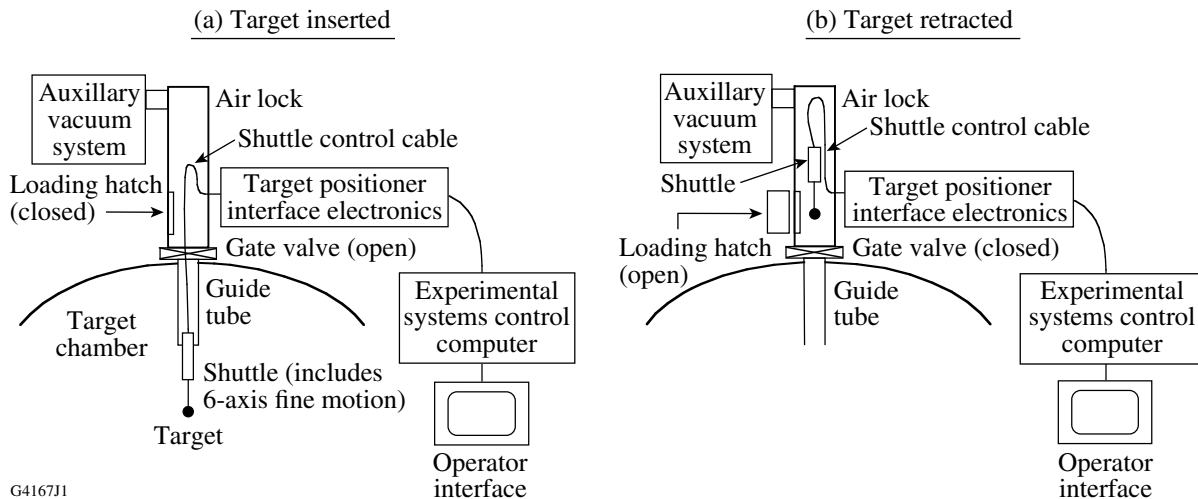 (a) Target inserted
Auxillary
vacuum
system
Air lock
Shuttle control cable
Loading hatch
(closed)
Target positioner
interface electronics
Gate valve (open)
Guide
tube
Target
chamber
Experimental
systems control
computer
Shuttle (includes
6-axis fine motion)
Target
Operator
interface
(b) Target retracted
Auxillary
vacuum
system
Air lock
Shuttle control cable
Shuttle
Target positioner
interface electronics
Loading hatch
(open)
Gate valve (closed)
Guide
tube
Experimental
systems control
computer
Operator
interface
G4167J1